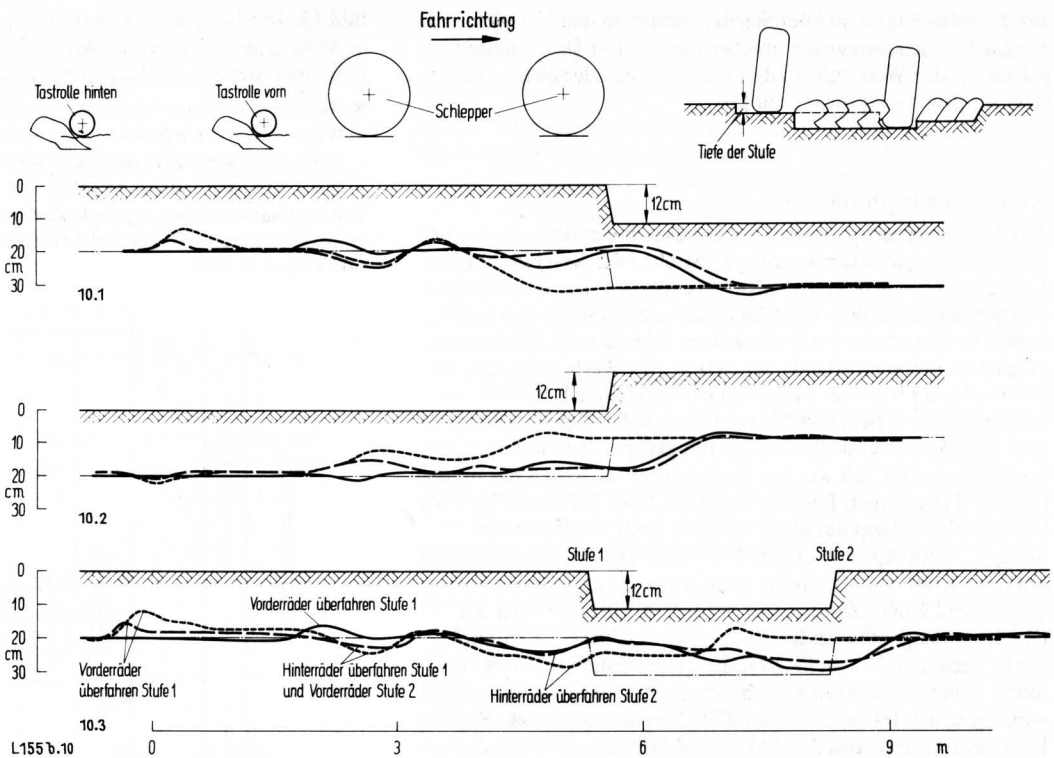 Fahrrichtung
Tastrolle hinten
Tastrolle vorn
Schlepper
Tiefe der Stufe
0
10
20
cm
30
12cm
10.1
12cm
0
10
20
cm
30
10.2
Stufe 1
Stufe 2
0
10
20
cm
30
12cm
Vorderräder überfahren Stufe 1
Vorderräder
überfahren Stufe 1
Hinterräder überfahren Stufe 1
und Vorderräder Stufe 2
Hinterräder überfahren Stufe 2
10.3
L155 b.10
0
3
6
9
m